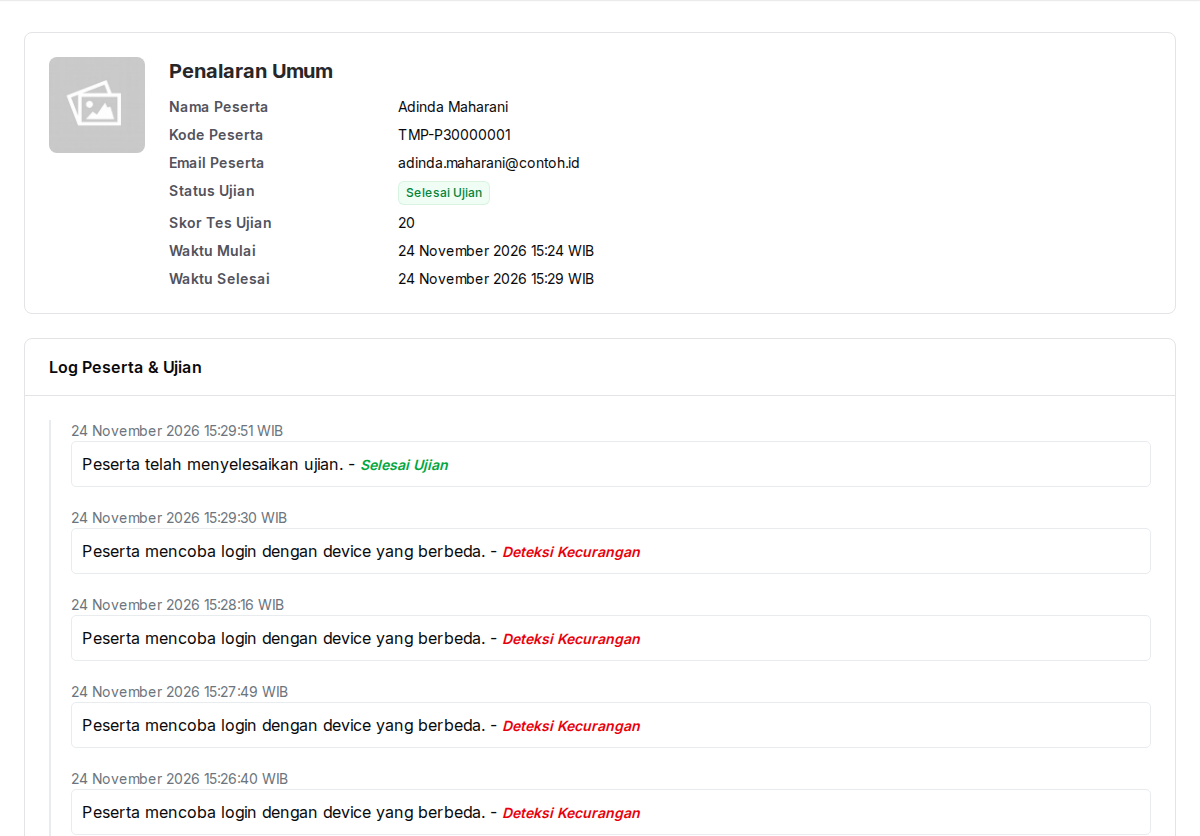 Penalaran Umum
Nama Peserta Adinda Maharani
Kode Peserta TMP-P30000001
Email Peserta adinda.maharani@contoh.id
Status Ujian Selesai Ujian
Skor Tes Ujian 20
Waktu Mulai 24 November 2026 15:24 WIB
Waktu Selesai 24 November 2026 15:29 WIB
Log Peserta & Ujian
24 November 2026 15:29:51 WIB
Peserta telah menyelesaikan ujian. - Selesai Ujian
24 November 2026 15:29:30 WIB
Peserta mencoba login dengan device yang berbeda. - Deteksi Kecurangan
24 November 2026 15:28:16 WIB
Peserta mencoba login dengan device yang berbeda. - Deteksi Kecurangan
24 November 2026 15:27:49 WIB
Peserta mencoba login dengan device yang berbeda. - Deteksi Kecurangan
24 November 2026 15:26:40 WIB
Peserta mencoba login dengan device yang berbeda. - Deteksi Kecurangan